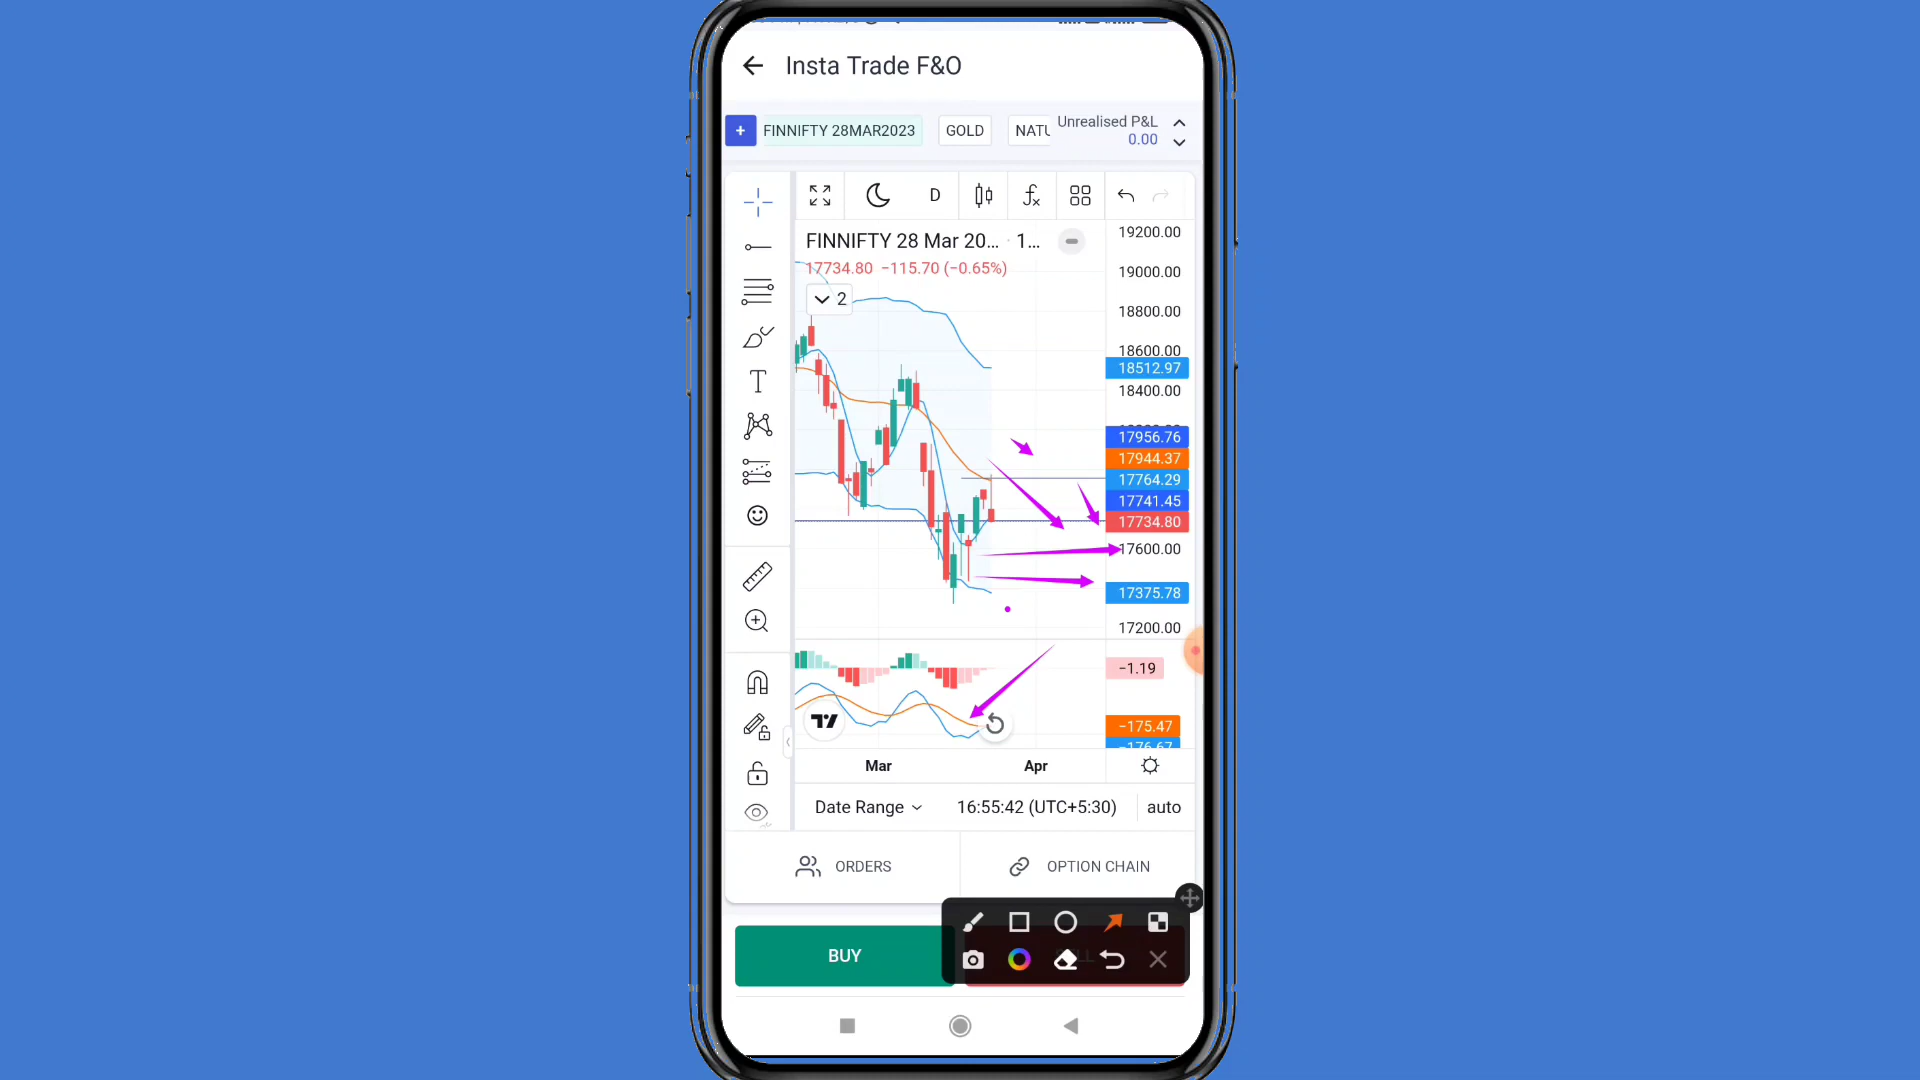 Insta Trade F&O
+ FINNIFTY 28MAR2023 GOLD NATU Unrealised P&L
0.00
D
FINNIFTY 28 Mar 20... · 1...
17734.80 −115.70 (−0.65%)
2
19200.00
19000.00
18800.00
18600.00
18512.97
18400.00
17956.76
17944.37
17764.29
17741.45
17734.80
17600.00
17375.78
17200.00
−1.19
−175.47
−176.67
Mar Apr
Date Range 16:55:42 (UTC+5:30) auto
ORDERS OPTION CHAIN
BUY